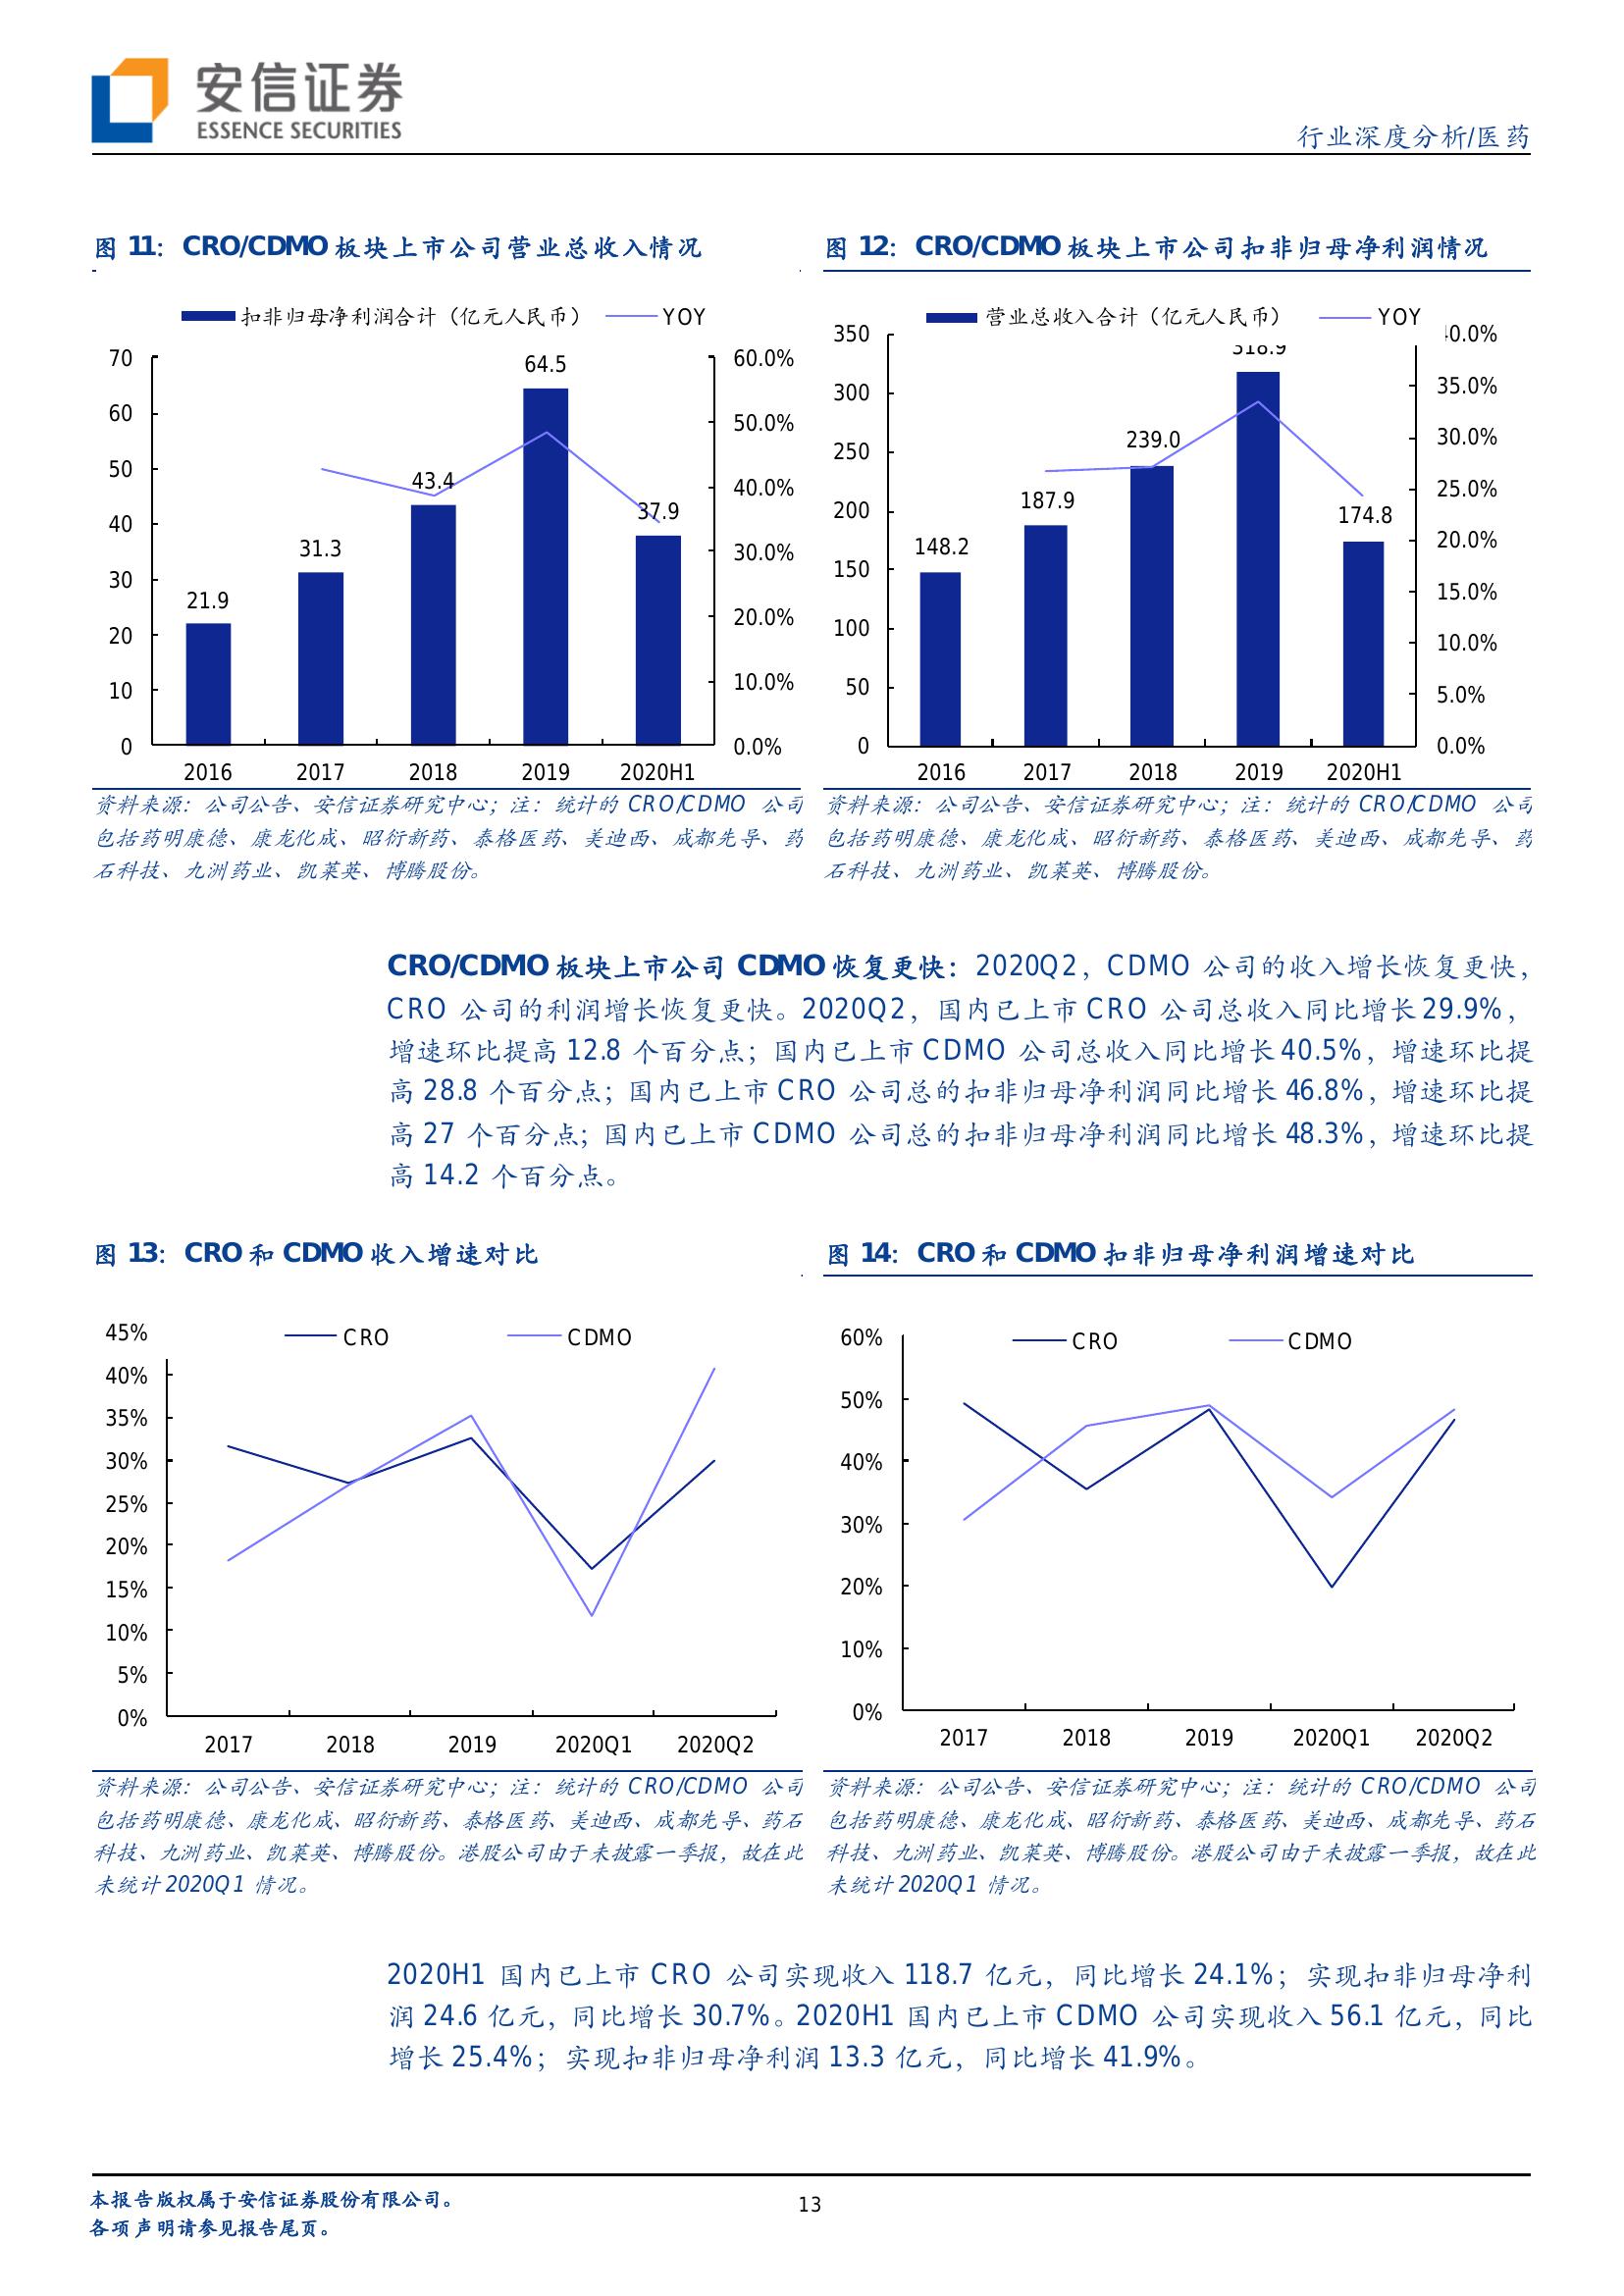 安信证券
ESSENCE SECURITIES
行业深度分析/医药
图 11：CRO/CDMO 板块上市公司营业总收入情况
扣非归母净利润合计（亿元人民币） YOY
70
60
50
40
30
20
10
0
60.0%
50.0%
40.0%
30.0%
20.0%
10.0%
0.0%
21.9
31.3
43.4
64.5
37.9
2016 2017 2018 2019 2020H1
资料来源：公司公告、安信证券研究中心；注：统计的 CRO/CDMO 公司
包括药明康德、康龙化成、昭衍新药、泰格医药、美迪西、成都先导、药
石科技、九洲药业、凯莱英、博腾股份。
图 12：CRO/CDMO 板块上市公司扣非归母净利润情况
营业总收入合计（亿元人民币） YOY
350
300
250
200
150
100
50
0
40.0%
35.0%
30.0%
25.0%
20.0%
15.0%
10.0%
5.0%
0.0%
148.2
187.9
239.0
318.9
174.8
2016 2017 2018 2019 2020H1
资料来源：公司公告、安信证券研究中心；注：统计的 CRO/CDMO 公司
包括药明康德、康龙化成、昭衍新药、泰格医药、美迪西、成都先导、药
石科技、九洲药业、凯莱英、博腾股份。
CRO/CDMO 板块上市公司 CDMO 恢复更快：2020Q2，CDMO 公司的收入增长恢复更快，
CRO 公司的利润增长恢复更快。2020Q2，国内已上市 CRO 公司总收入同比增长 29.9%，
增速环比提高 12.8 个百分点；国内已上市 CDMO 公司总收入同比增长 40.5%，增速环比提
高 28.8 个百分点；国内已上市 CRO 公司总的扣非归母净利润同比增长 46.8%，增速环比提
高 27 个百分点；国内已上市 CDMO 公司总的扣非归母净利润同比增长 48.3%，增速环比提
高 14.2 个百分点。
图 13：CRO 和 CDMO 收入增速对比
CRO CDMO
45%
40%
35%
30%
25%
20%
15%
10%
5%
0%
2017 2018 2019 2020Q1 2020Q2
资料来源：公司公告、安信证券研究中心；注：统计的 CRO/CDMO 公司
包括药明康德、康龙化成、昭衍新药、泰格医药、美迪西、成都先导、药石
科技、九洲药业、凯莱英、博腾股份。港股公司由于未披露一季报，故在此
未统计 2020Q1 情况。
图 14：CRO 和 CDMO 扣非归母净利润增速对比
CRO CDMO
60%
50%
40%
30%
20%
10%
0%
2017 2018 2019 2020Q1 2020Q2
资料来源：公司公告、安信证券研究中心；注：统计的 CRO/CDMO 公司
包括药明康德、康龙化成、昭衍新药、泰格医药、美迪西、成都先导、药石
科技、九洲药业、凯莱英、博腾股份。港股公司由于未披露一季报，故在此
未统计 2020Q1 情况。
2020H1 国内已上市 CRO 公司实现收入 118.7 亿元，同比增长 24.1%；实现扣非归母净利
润 24.6 亿元，同比增长 30.7%。2020H1 国内已上市 CDMO 公司实现收入 56.1 亿元，同比
增长 25.4%；实现扣非归母净利润 13.3 亿元，同比增长 41.9%。
本报告版权属于安信证券股份有限公司。
各项声明请参见报告尾页。
13